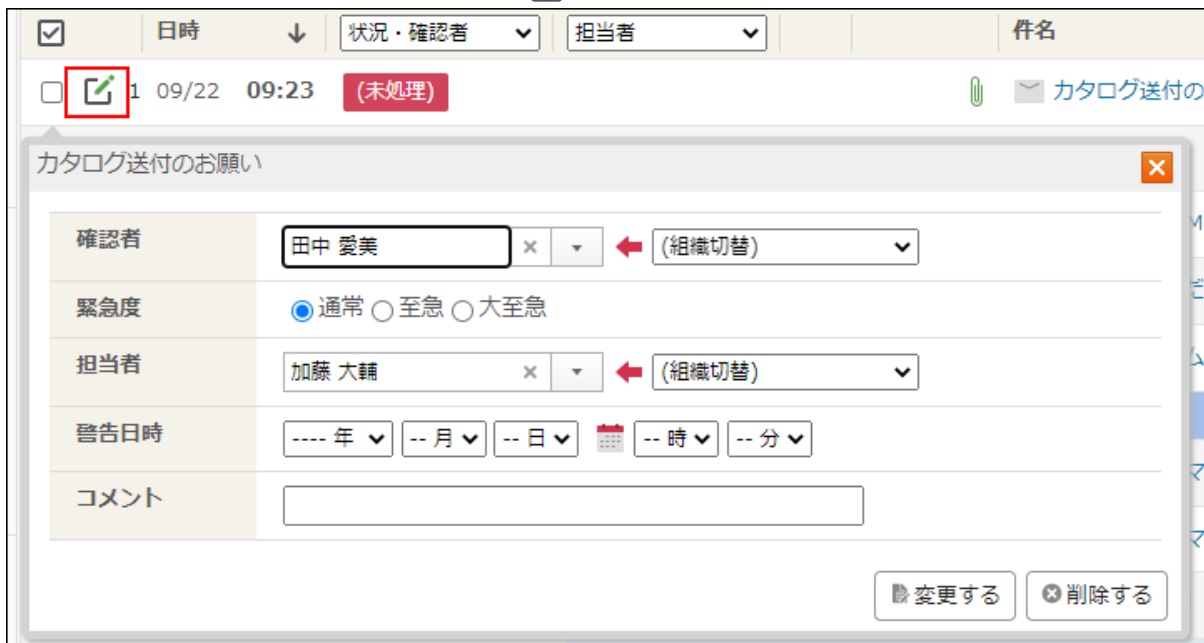 日時 ↓ 状況・確認者 担当者 件名
1 09/22 09:23 (未処理) カタログ送付の
カタログ送付のお願い
確認者 田中 愛美 × (組織切替)
緊急度 通常 至急 大至急
担当者 加藤 大輔 × (組織切替)
警告日時 ---- 年 -- 月 -- 日 -- 時 -- 分
コメント
変更する 削除する